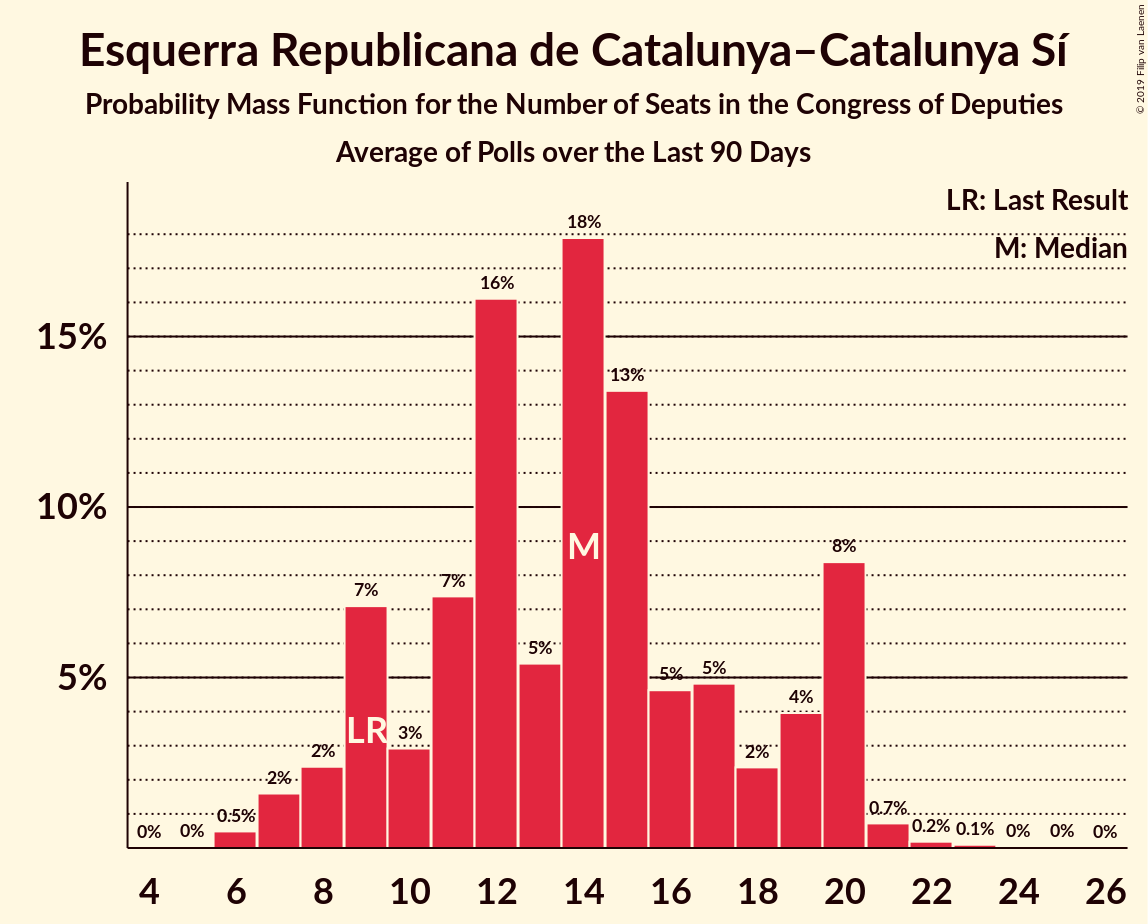 Esquerra Republicana de Catalunya–Catalunya Sí
Probability Mass Function for the Number of Seats in the Congress of Deputies
Average of Polls over the Last 90 Days
© 2019 Filip van Laenen
LR: Last Result
M: Median
18%
16%
15%
13%
M
10%
8%
7%
7%
5%
5%
5%
5%
4%
LR
3%
2%
2%
2%
0.5%
0.7%
0%
0%
0.2%
0.1%
0%
0%
0%
4 6 8 10 12 14 16 18 20 22 24 26